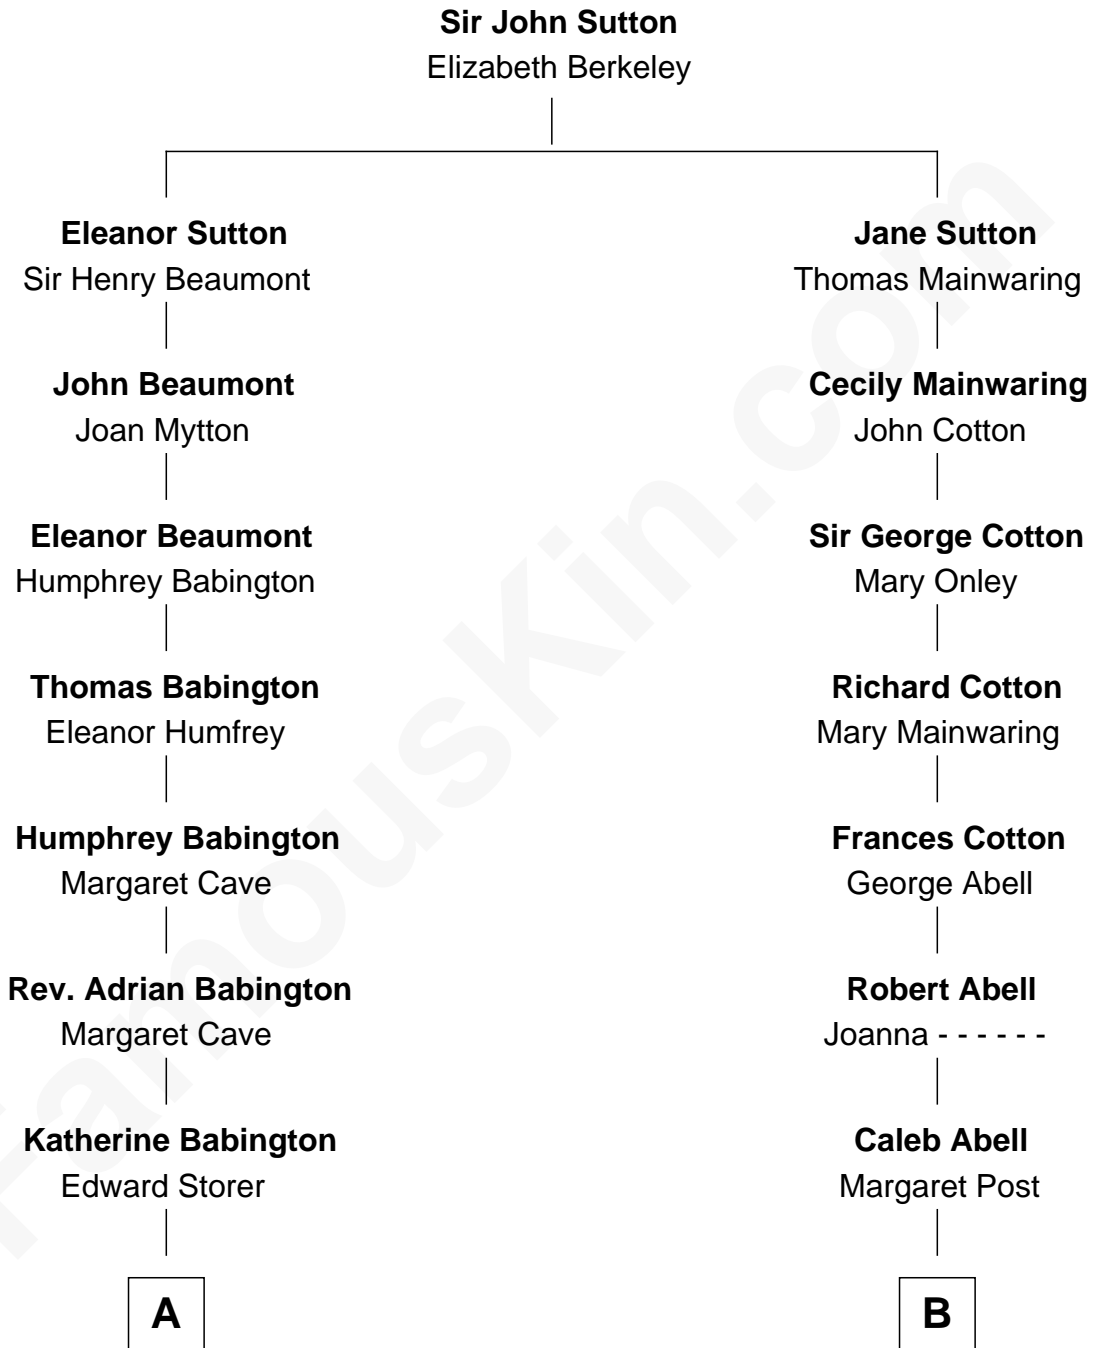 Sir John Sutton
Elizabeth Berkeley
Eleanor Sutton
Sir Henry Beaumont
Jane Sutton
Thomas Mainwaring
John Beaumont
Joan Mytton
Cecily Mainwaring
John Cotton
Eleanor Beaumont
Humphrey Babington
Sir George Cotton
Mary Onley
Thomas Babington
Eleanor Humfrey
Richard Cotton
Mary Mainwaring
Humphrey Babington
Margaret Cave
Frances Cotton
George Abell
Rev. Adrian Babington
Margaret Cave
Robert Abell
Joanna - - - - - -
Katherine Babington
Edward Storer
Caleb Abell
Margaret Post
A
B
FamousKin.com